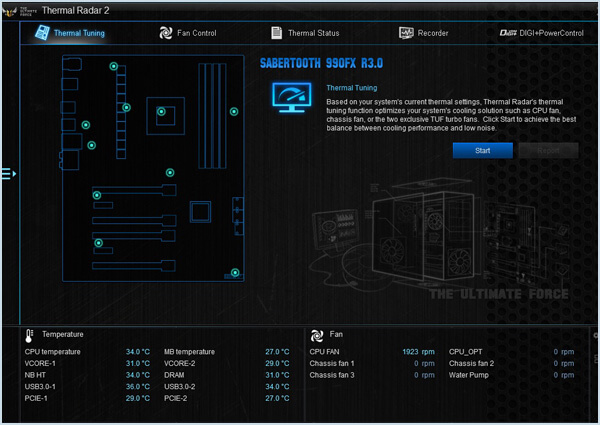 THE ULTIMATE FORCE
Thermal Radar 2
Thermal Tuning
Fan Control
Thermal Status
Recorder
DIGI+PowerControl
SABERTOOTH 990FX R3.0
Thermal Tuning
Based on your system's current thermal settings, Thermal Radar's thermal
tuning function optimizes your system's cooling solution such as CPU fan,
chassis fan, or the two exclusive TUF turbo fans. Click Start to achieve the best
balance between cooling performance and low noise.
Start
THE ULTIMATE FORCE
Temperature
CPU temperature 34.0 °C MB temperature 27.0 °C
VCORE-1 31.0 °C VCORE-2 29.0 °C
NB HT 34.0 °C DRAM 31.0 °C
USB3.0-1 36.0 °C USB3.0-2 34.0 °C
PCIE-1 29.0 °C PCIE-2 27.0 °C
Fan
CPU FAN 1923 rpm CPU_OPT 0 rpm
Chassis fan 1 0 rpm Chassis fan 2 0 rpm
Chassis fan 3 0 rpm Water Pump 0 rpm